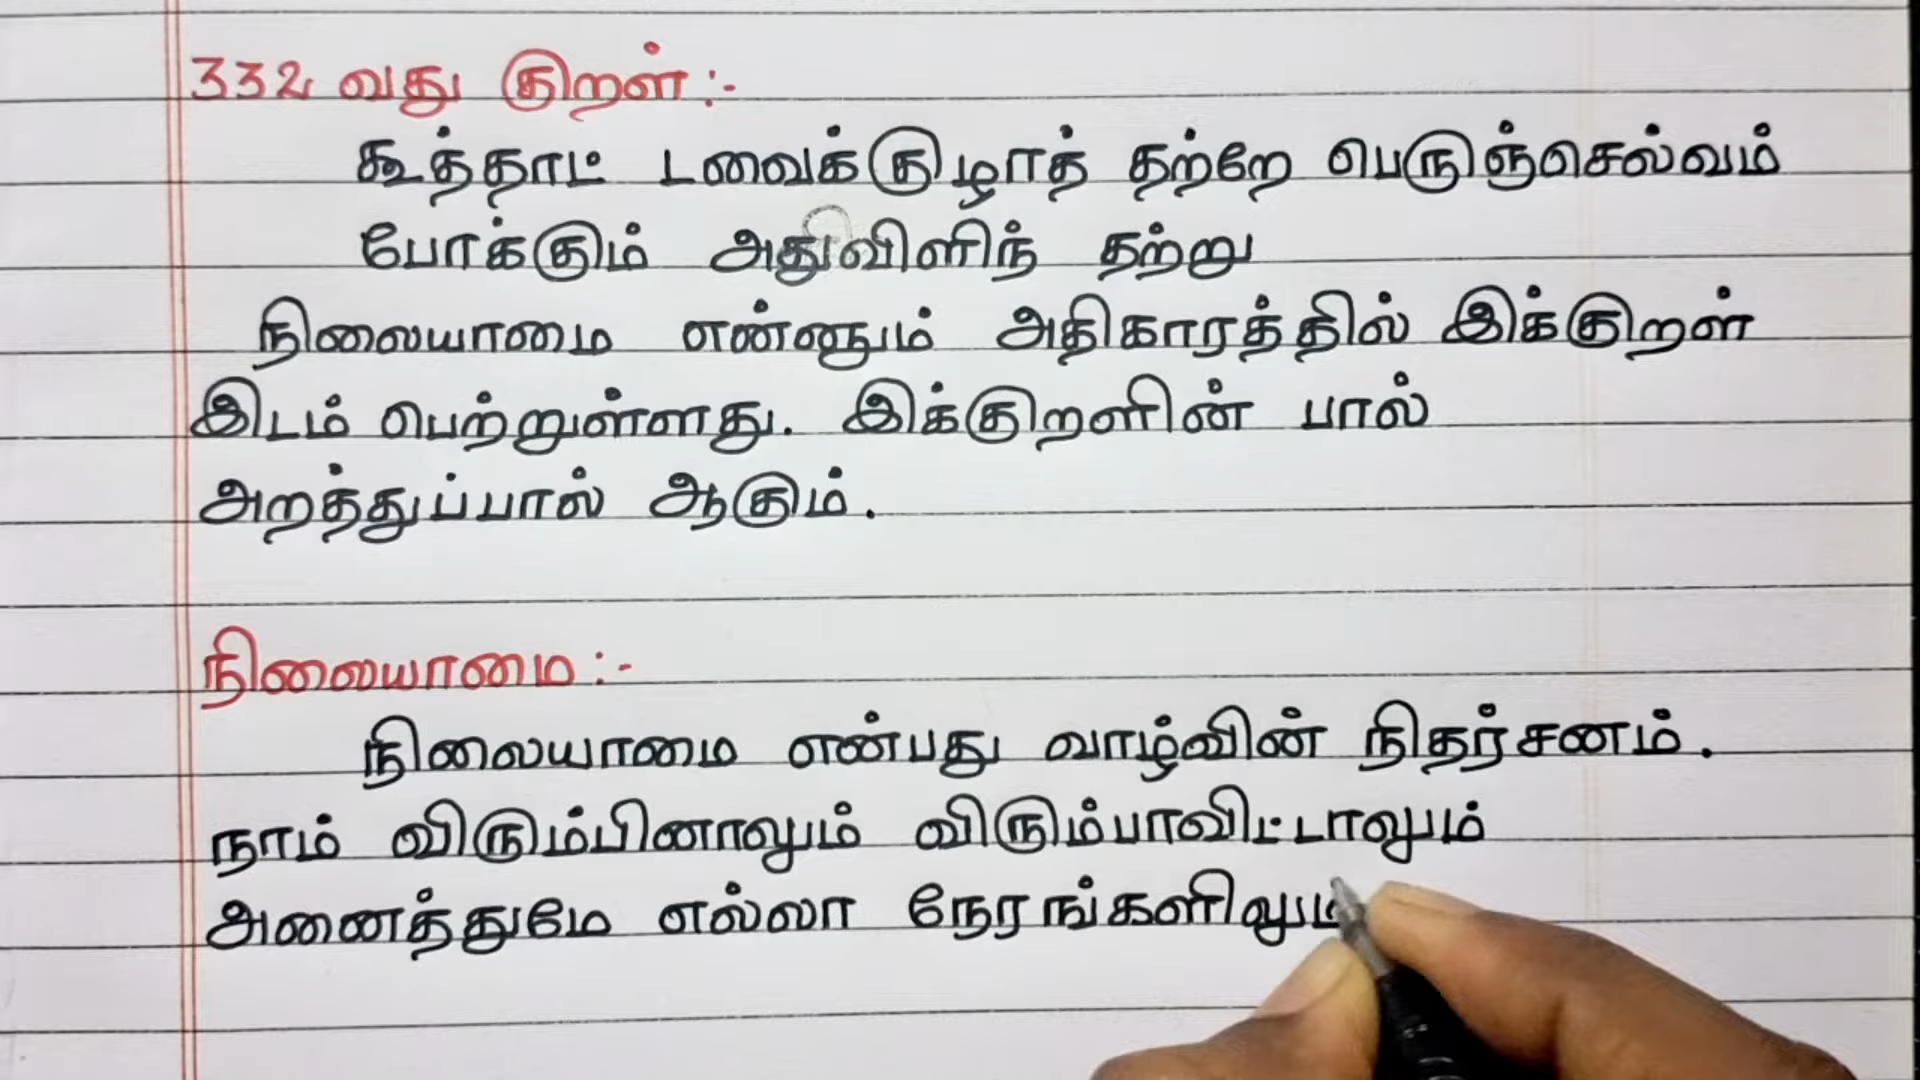 332 வது குறள் :-
கூத்தாட் டவைக்குழாத் தற்றே பெருஞ்செல்வம்
போக்கும் அதுவிளிந் தற்று
நிலையாமை என்னும் அதிகாரத்தில் இக்குறள்
இடம் பெற்றுள்ளது. இக்குறளின் பால்
அறத்துப்பால் ஆகும்.
நிலையாமை :-
நிலையாமை என்பது வாழ்வின் நிதர்சனம்.
நாம் விரும்பினாலும் விரும்பாவிட்டாலும்
அனைத்துமே எல்லா நேரங்களிலும